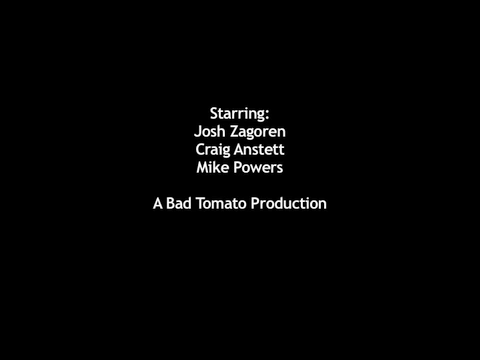 Starring:
Josh Zagoren
Craig Anstett
Mike Powers
A Bad Tomato Production